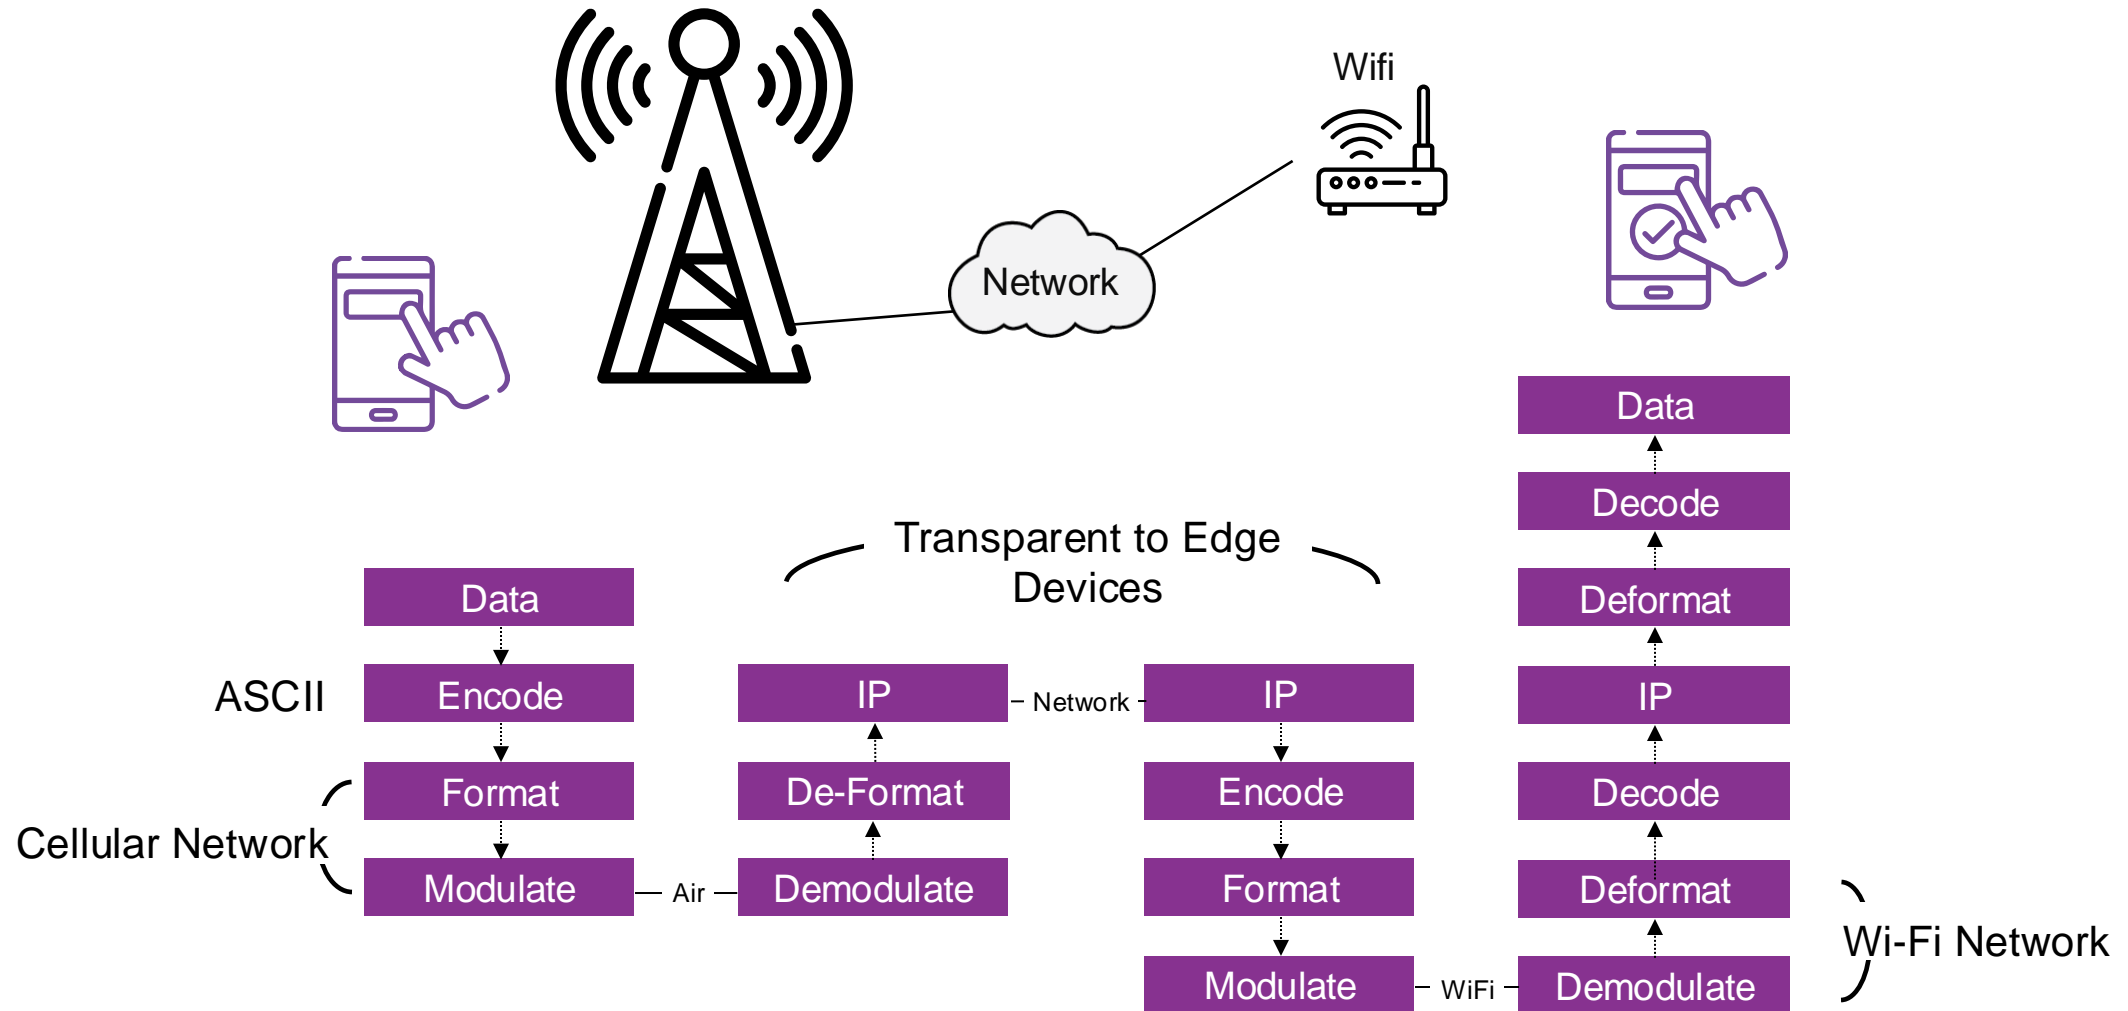 Wifi
Network
Data
Decode
Transparent to Edge
Devices
Deformat
Data
ASCII
Encode
IP
Network
IP
IP
Format
De-Format
Encode
Decode
Cellular Network
Modulate
Air
Demodulate
Format
Deformat
Wi-Fi Network
Modulate
WiFi
Demodulate